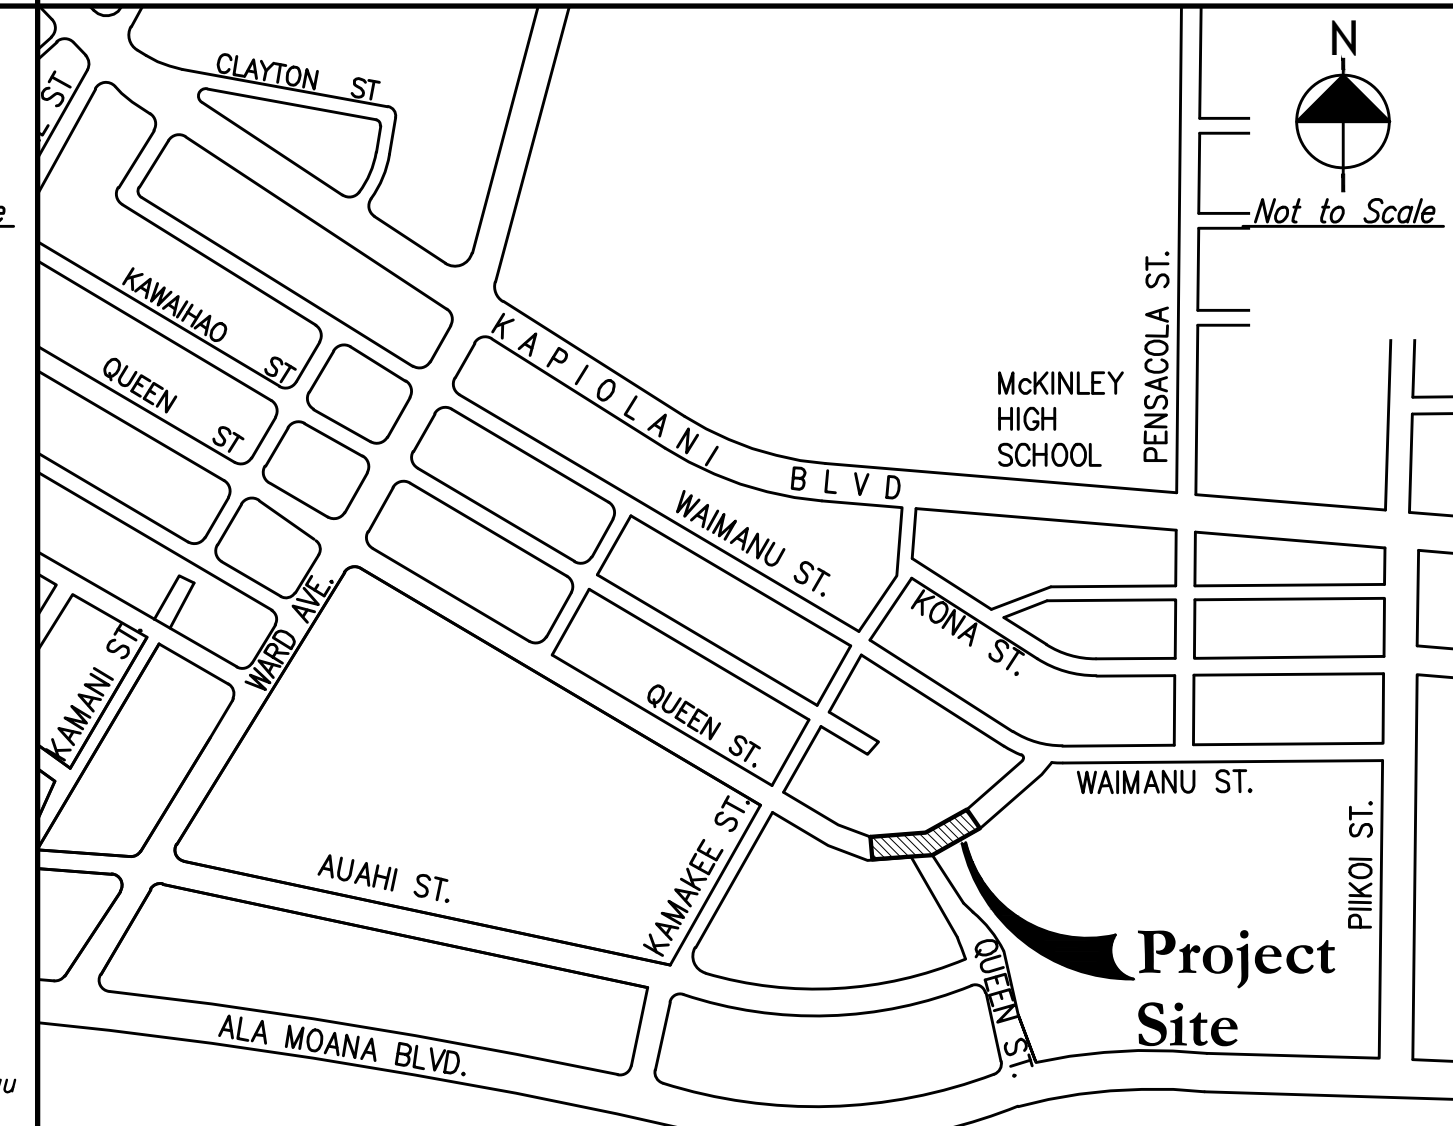 N
CLAYTON ST
ST
Not to Scale
PENSACOLA ST.
KAWAIHAO ST
KAPIOLANI BLVD
QUEEN ST
McKINLEY
HIGH
SCHOOL
WAIMANU ST.
KONA ST.
WARD AVE.
KAMANI ST.
QUEEN ST.
WAIMANU ST.
KAMAKEE ST.
PIIKOI ST.
AUAHI ST.
QUEEN ST.
Project
Site
ALA MOANA BLVD.